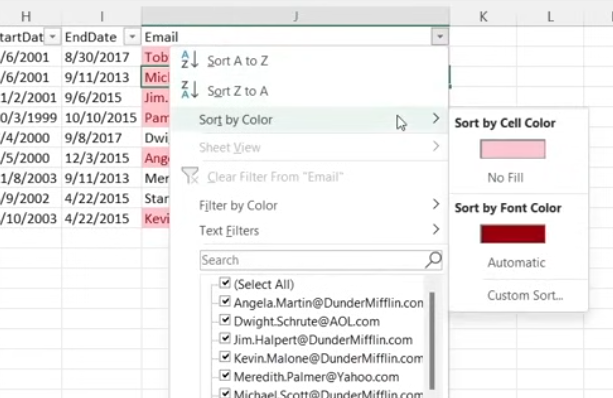 H I J K L
tartDat EndDate Email
/6/2001 8/30/2017 Tob
/6/2001 9/11/2013 Mic
1/2/2001 9/6/2015 Jim.
0/3/1999 10/10/2015 Pam
/4/2000 9/8/2017 Dwi
/5/2000 12/3/2015 Ange
1/8/2003 9/11/2013 Mer
/9/2002 4/22/2015 Stan
/10/2003 4/22/2015 Kevi
Sort A to Z
Sort Z to A
Sort by Color
Sheet View
Clear Filter From "Email"
Filter by Color
Text Filters
Search
(Select All)
Angela.Martin@DunderMifflin.con
Dwight.Schrute@AOL.com
Jim.Halpert@DunderMifflin.com
Kevin.Malone@DunderMifflin.com
Meredith.Palmer@Yahoo.com
Michael.Scott@DunderMifflin.com
Sort by Cell Color
No Fill
Sort by Font Color
Automatic
Custom Sort...